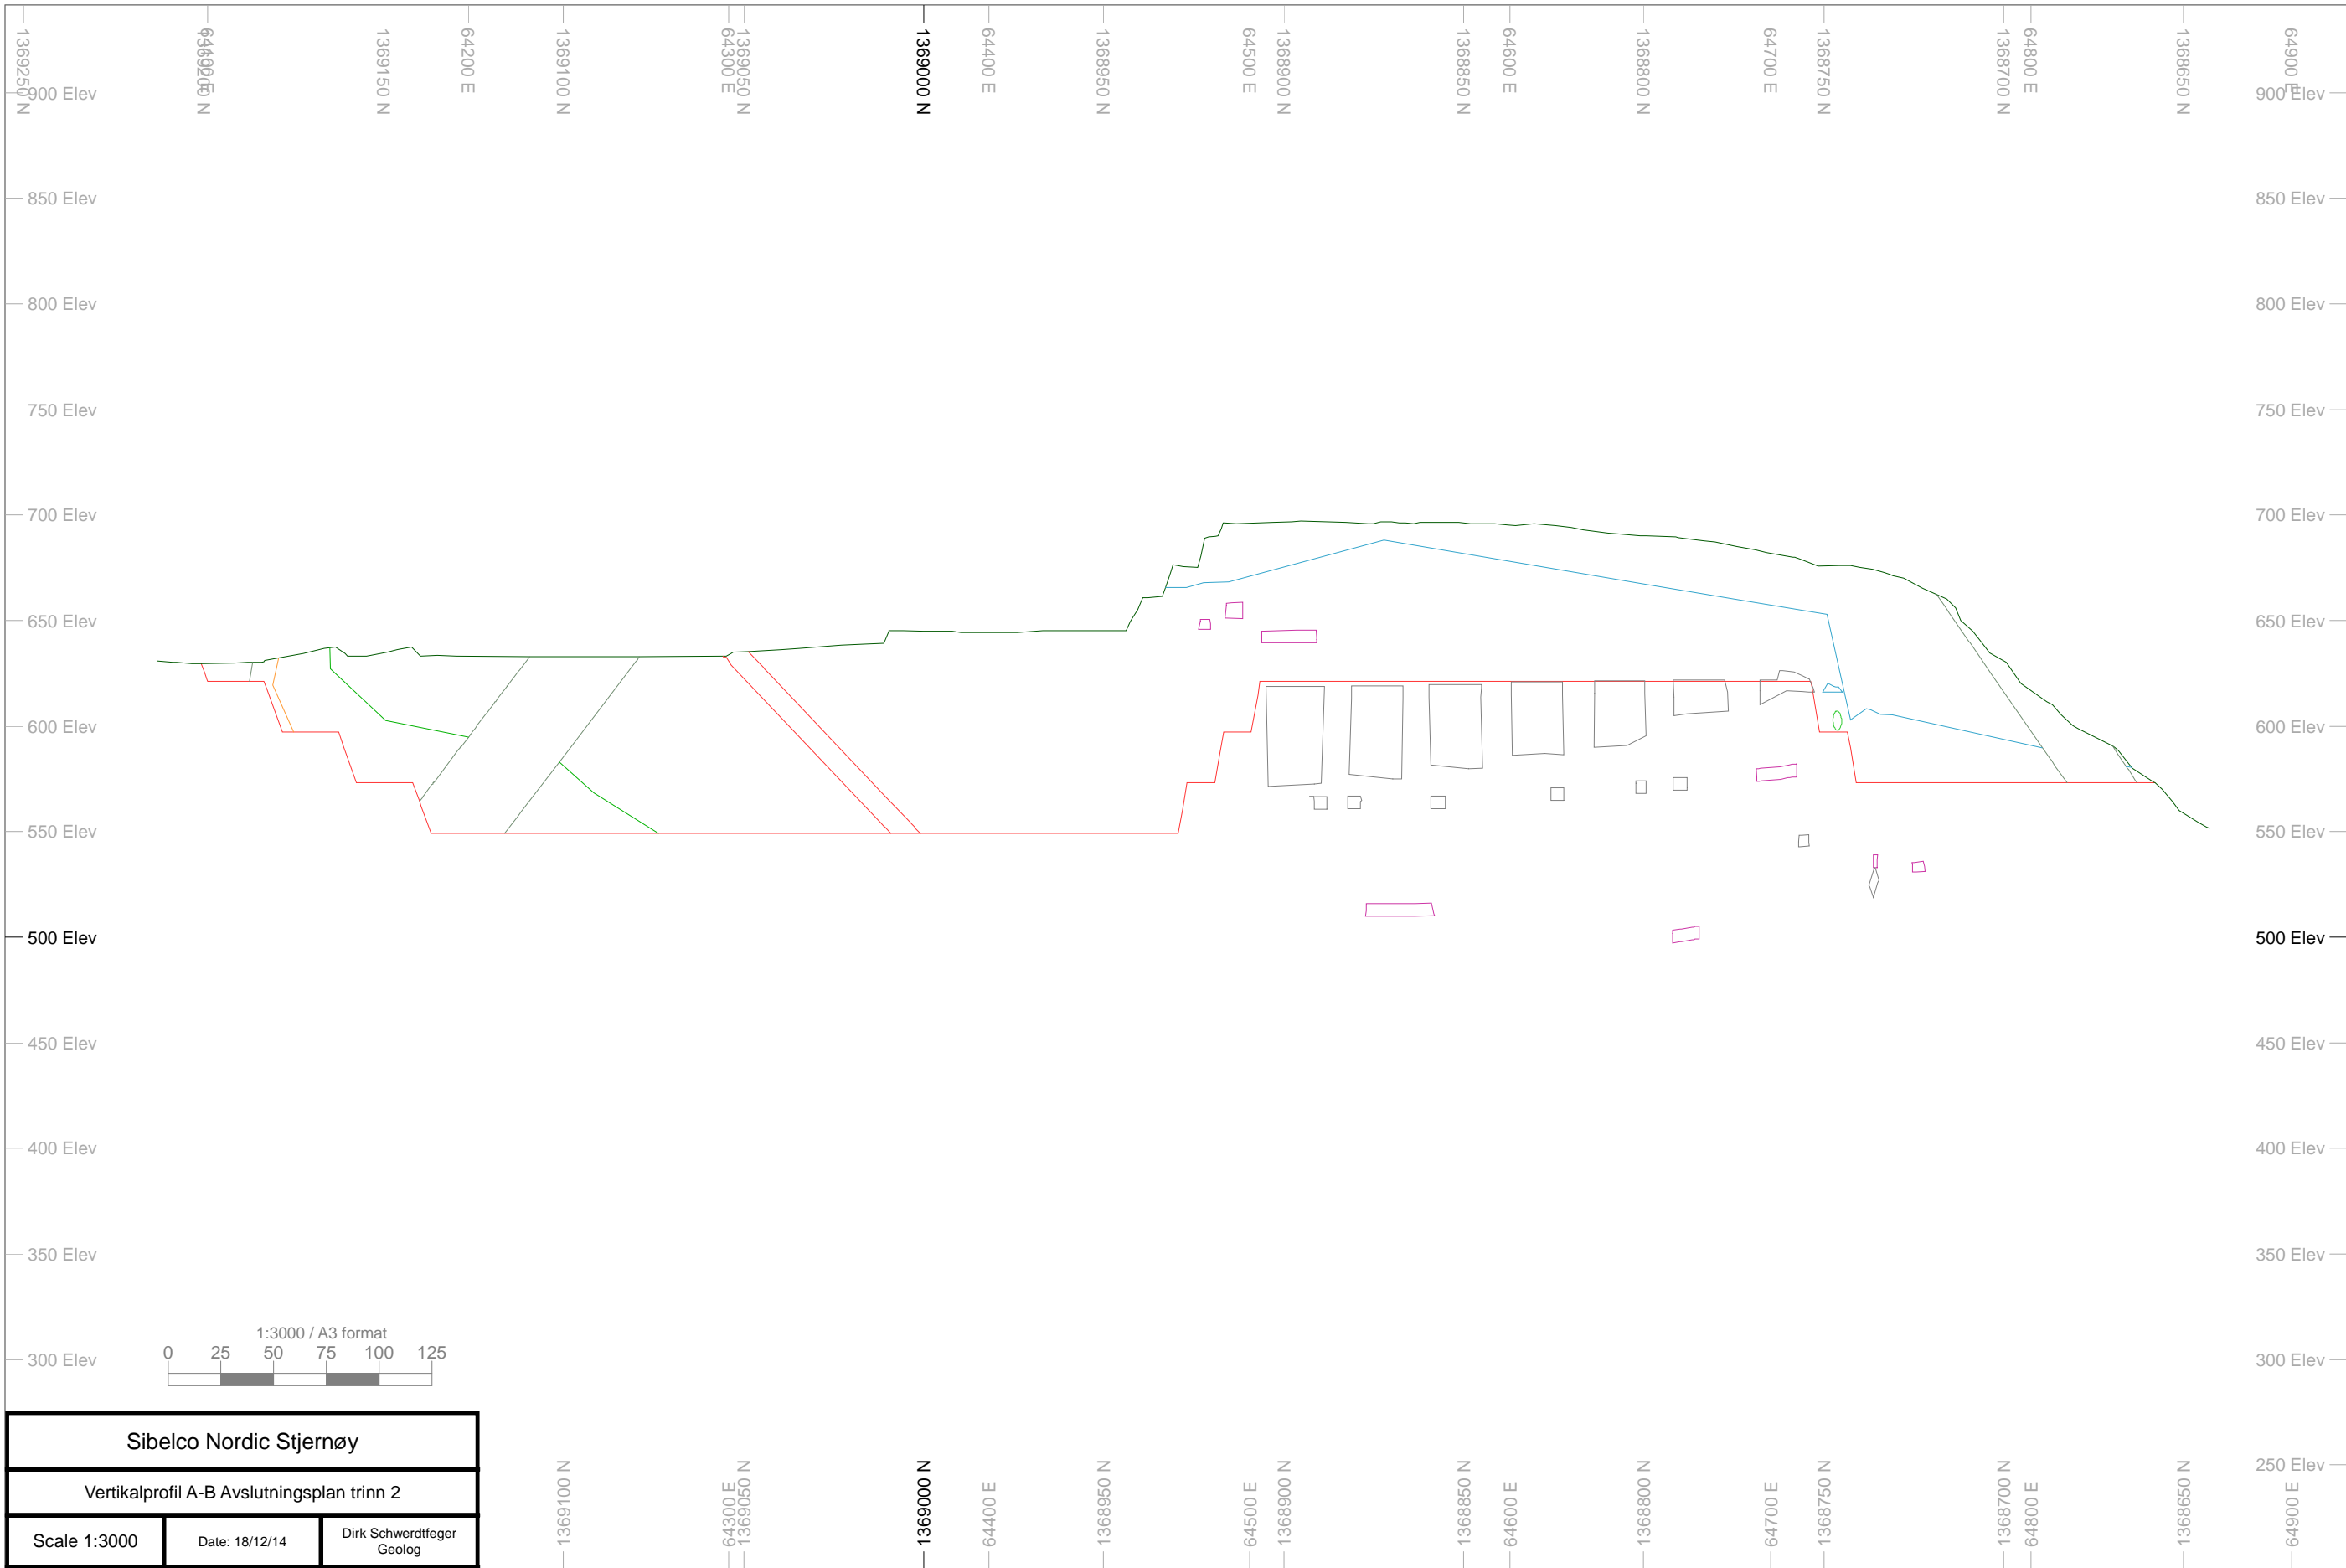 1369250 N
64100 E
1369200 N
1369150 N
64200 E
1369100 N
64300 E
1369050 N
1369000 N
64400 E
1368950 N
64500 E
1368900 N
1368850 N
64600 E
1368800 N
64700 E
1368750 N
1368700 N
64800 E
1368650 N
64900 E
900 Elev
900 Elev
850 Elev
850 Elev
800 Elev
800 Elev
750 Elev
750 Elev
700 Elev
700 Elev
650 Elev
650 Elev
600 Elev
600 Elev
550 Elev
550 Elev
500 Elev
500 Elev
450 Elev
450 Elev
400 Elev
400 Elev
350 Elev
350 Elev
300 Elev
300 Elev
250 Elev
1:3000 / A3 format
0 25 50 75 100 125
Sibelco Nordic Stjernøy
Vertikalprofil A-B Avslutningsplan trinn 2
Scale 1:3000
Date: 18/12/14
Dirk Schwerdtfeger
Geolog
1369100 N
64300 E
1369050 N
1369000 N
64400 E
1368950 N
64500 E
1368900 N
1368850 N
64600 E
1368800 N
64700 E
1368750 N
1368700 N
64800 E
1368650 N
64900 E